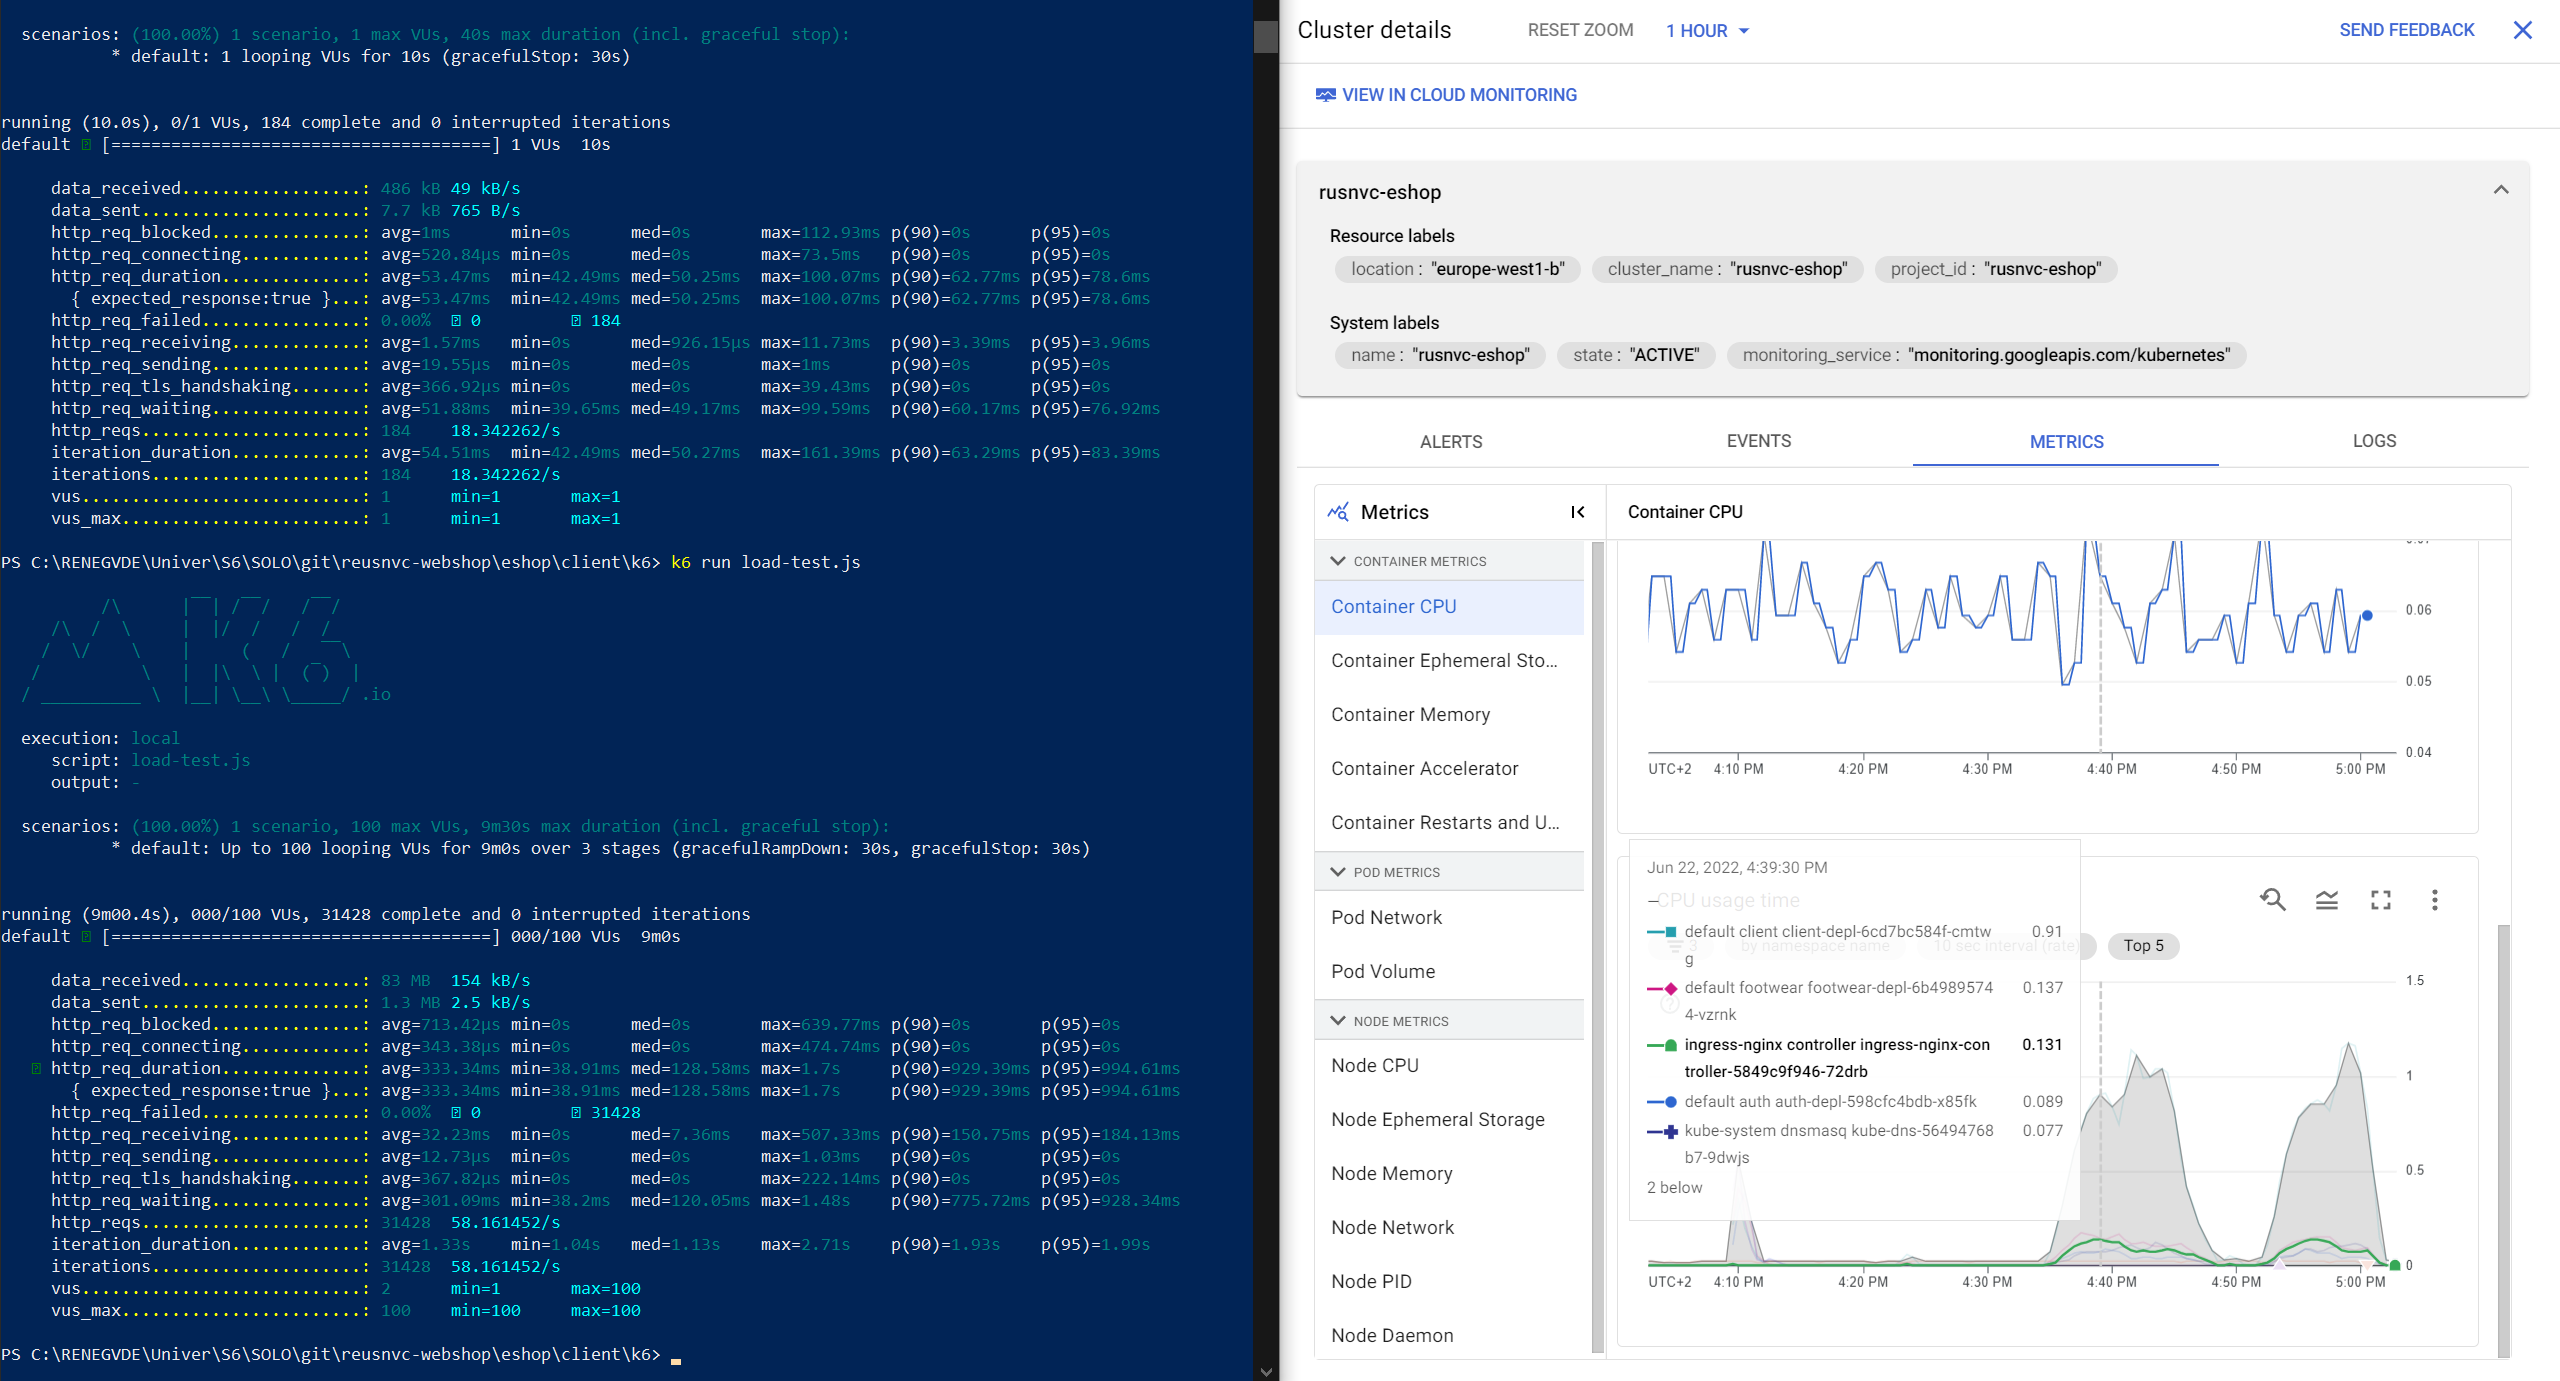 scenarios: (100.00%) 1 scenario, 1 max VUs, 40s max duration (incl. graceful stop):
* default: 1 looping VUs for 10s (gracefulStop: 30s)
running (10.0s), 0/1 VUs, 184 complete and 0 interrupted iterations
default [======================================] 1 VUs  10s
data_received..................: 486 kB 49 kB/s
data_sent......................: 7.7 kB 765 B/s
http_req_blocked...............: avg=1ms      min=0s      med=0s       max=112.93ms p(90)=0s      p(95)=0s
http_req_connecting............: avg=520.84µs min=0s      med=0s       max=73.5ms   p(90)=0s      p(95)=0s
http_req_duration..............: avg=53.47ms  min=42.49ms med=50.25ms  max=100.07ms p(90)=62.77ms p(95)=78.6ms
{ expected_response:true }...: avg=53.47ms  min=42.49ms med=50.25ms  max=100.07ms p(90)=62.77ms p(95)=78.6ms
http_req_failed................: 0.00%  0  184
http_req_receiving.............: avg=1.57ms   min=0s      med=926.15µs max=11.73ms  p(90)=3.39ms  p(95)=3.96ms
http_req_sending...............: avg=19.55µs  min=0s      med=0s       max=1ms      p(90)=0s      p(95)=0s
http_req_tls_handshaking.......: avg=366.92µs min=0s      med=0s       max=39.43ms  p(90)=0s      p(95)=0s
http_req_waiting...............: avg=51.88ms  min=39.65ms med=49.17ms  max=99.59ms  p(90)=60.17ms p(95)=76.92ms
http_reqs......................: 184    18.342262/s
iteration_duration.............: avg=54.51ms  min=42.49ms med=50.27ms  max=161.39ms p(90)=63.29ms p(95)=83.39ms
iterations.....................: 184    18.342262/s
vus............................: 1      min=1       max=1
vus_max........................: 1      min=1       max=1
PS C:\RENEGVDE\Univer\S6\SOLO\git\reusnvc-webshop\eshop\client\k6> k6 run load-test.js
K6
.io
execution: local
script: load-test.js
output: -
scenarios: (100.00%) 1 scenario, 100 max VUs, 9m30s max duration (incl. graceful stop):
* default: Up to 100 looping VUs for 9m0s over 3 stages (gracefulRampDown: 30s, gracefulStop: 30s)
running (9m00.4s), 000/100 VUs, 31428 complete and 0 interrupted iterations
default [======================================] 000/100 VUs  9m0s
data_received..................: 83 MB  154 kB/s
data_sent......................: 1.3 MB 2.5 kB/s
http_req_blocked...............: avg=713.42µs min=0s      med=0s       max=639.77ms p(90)=0s       p(95)=0s
http_req_connecting............: avg=343.38µs min=0s      med=0s       max=474.74ms p(90)=0s       p(95)=0s
http_req_duration..............: avg=333.34ms min=38.91ms med=128.58ms max=1.7s     p(90)=929.39ms p(95)=994.61ms
{ expected_response:true }...: avg=333.34ms min=38.91ms med=128.58ms max=1.7s     p(90)=929.39ms p(95)=994.61ms
http_req_failed................: 0.00%  0  31428
http_req_receiving.............: avg=32.23ms  min=0s      med=7.36ms   max=507.33ms p(90)=150.75ms p(95)=184.13ms
http_req_sending...............: avg=12.73µs  min=0s      med=0s       max=1.03ms   p(90)=0s       p(95)=0s
http_req_tls_handshaking.......: avg=367.82µs min=0s      med=0s       max=222.14ms p(90)=0s       p(95)=0s
http_req_waiting...............: avg=301.09ms min=38.2ms  med=120.05ms max=1.48s    p(90)=775.72ms p(95)=928.34ms
http_reqs......................: 31428  58.161452/s
iteration_duration.............: avg=1.33s    min=1.04s   med=1.13s    max=2.71s    p(90)=1.93s    p(95)=1.99s
iterations.....................: 31428  58.161452/s
vus............................: 2      min=1       max=100
vus_max........................: 100    min=100     max=100
PS C:\RENEGVDE\Univer\S6\SOLO\git\reusnvc-webshop\eshop\client\k6>
Cluster details RESET ZOOM 1 HOUR SEND FEEDBACK
VIEW IN CLOUD MONITORING
rusnvc-eshop
Resource labels
location : "europe-west1-b" cluster_name : "rusnvc-eshop" project_id : "rusnvc-eshop"
System labels
name : "rusnvc-eshop" state : "ACTIVE" monitoring_service : "monitoring.googleapis.com/kubernetes"
ALERTS EVENTS METRICS LOGS
Metrics
CONTAINER METRICS
Container CPU
Container Ephemeral Sto...
Container Memory
Container Accelerator
Container Restarts and U...
POD METRICS
Pod Network
Pod Volume
NODE METRICS
Node CPU
Node Ephemeral Storage
Node Memory
Node Network
Node PID
Node Daemon
Container CPU
0.07
0.06
0.05
0.04
UTC+2 4:10 PM 4:20 PM 4:30 PM 4:40 PM 4:50 PM 5:00 PM
Jun 22, 2022, 4:39:30 PM
CPU usage time
3 by namespace name 10 sec interval (rate) Top 5
default client client-depl-6cd7bc584f-cmtw 0.91
g
default footwear footwear-depl-6b4989574 0.137
4-vzrnk
ingress-nginx controller ingress-nginx-con 0.131
troller-5849c9f946-72drb
default auth auth-depl-598cfc4bdb-x85fk 0.089
kube-system dnsmasq kube-dns-56494768 0.077
b7-9dwjs
2 below
1.5
1
0.5
0
UTC+2 4:10 PM 4:20 PM 4:30 PM 4:40 PM 4:50 PM 5:00 PM